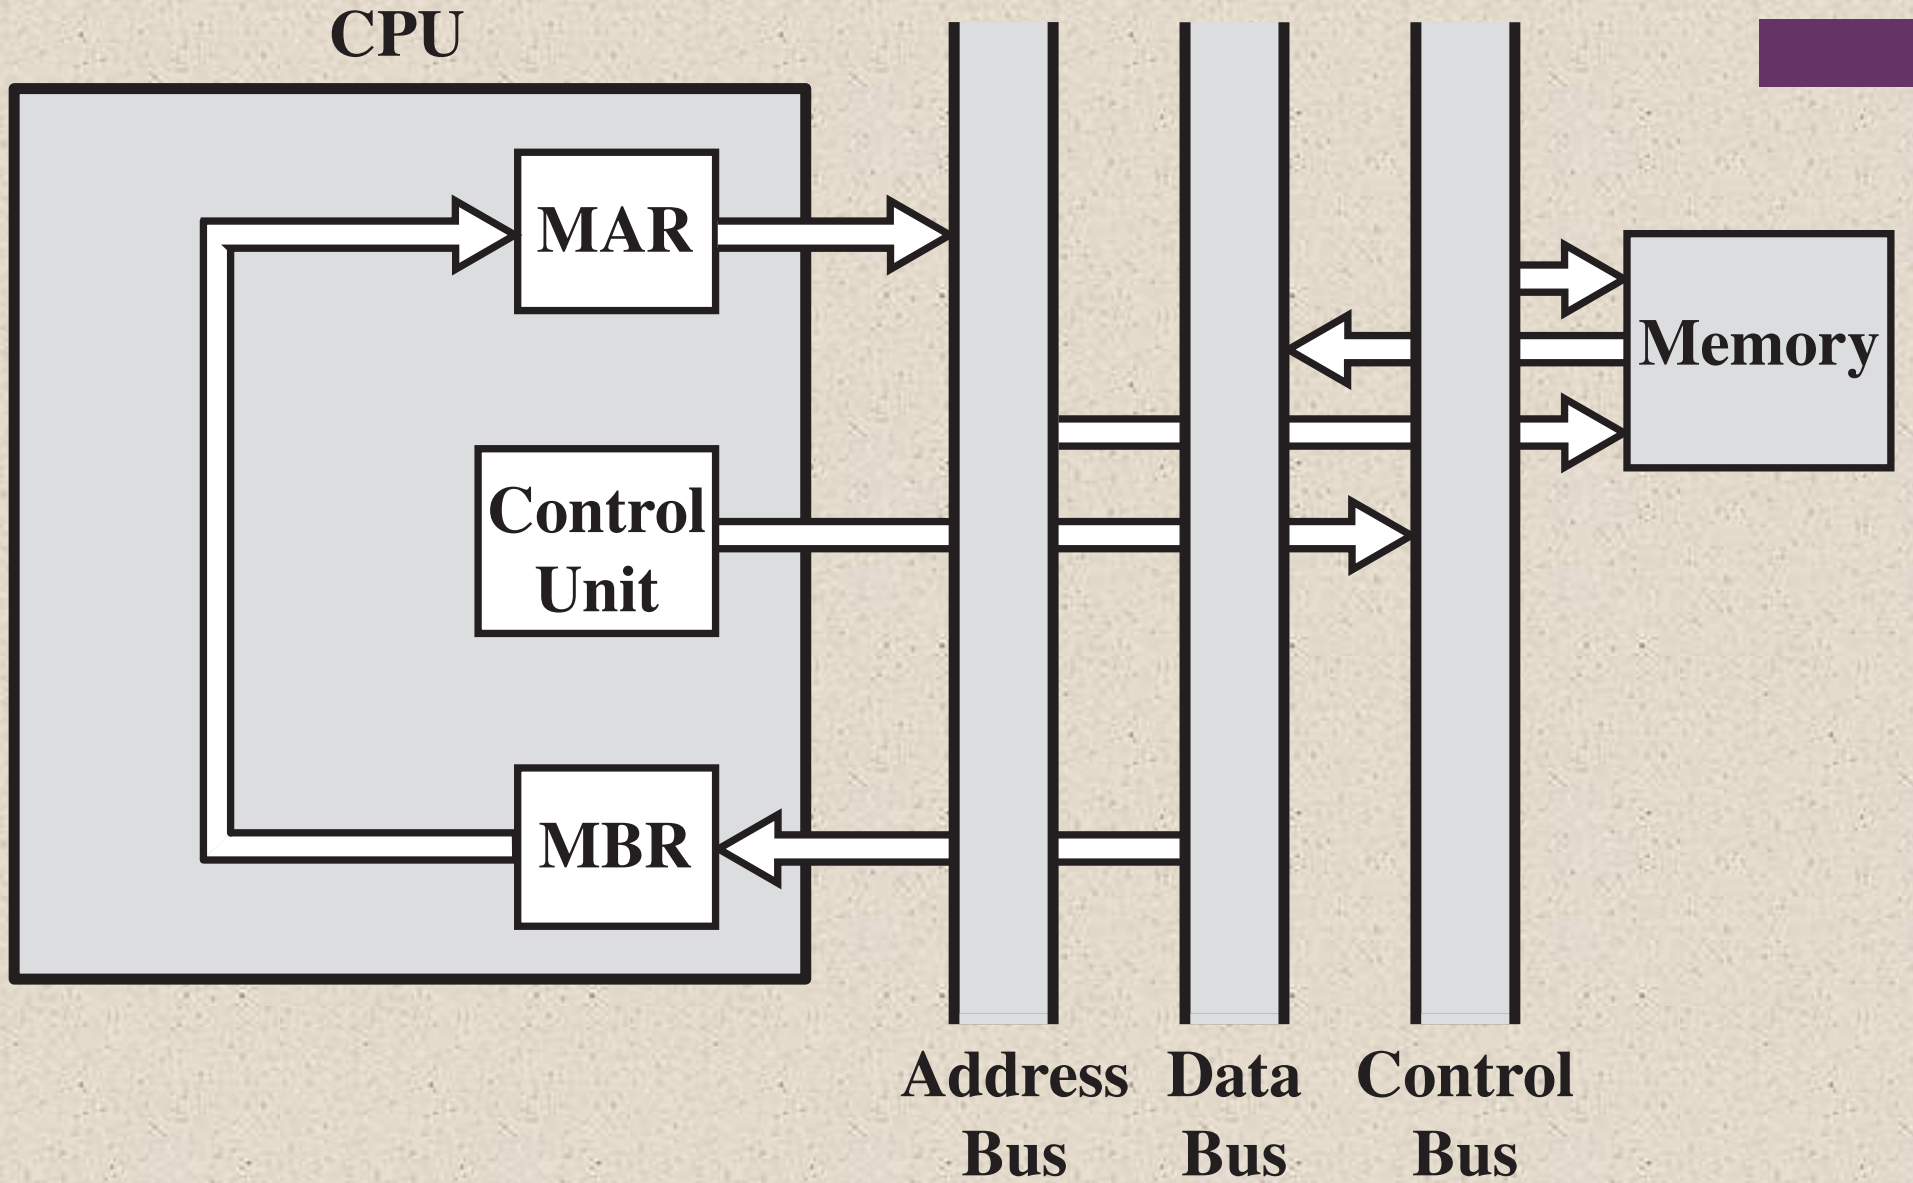 CPU
MAR
Memory
Control
Unit
MBR
Address
Bus
Data
Bus
Control
Bus